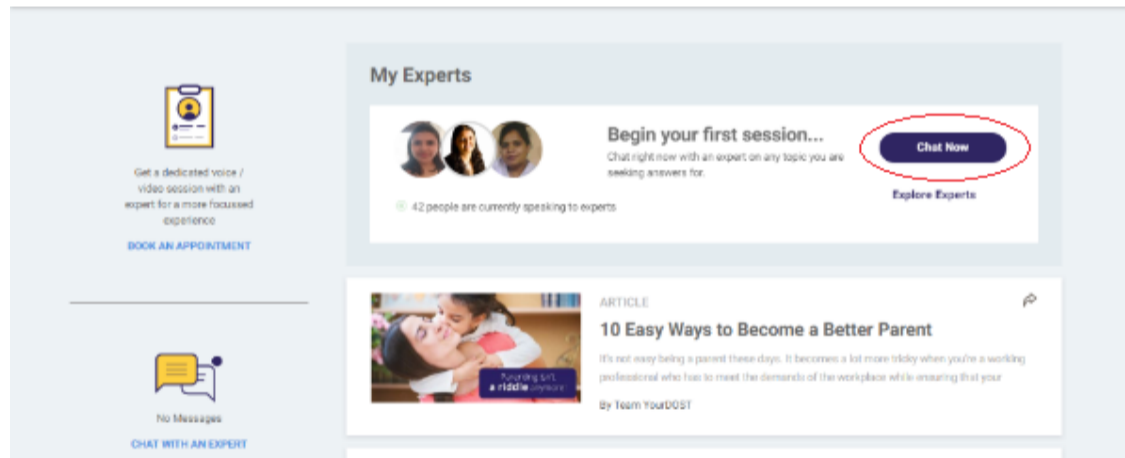 My Experts
Begin your first session...
Chat right now with an expert on any topic you are
seeking answers for.
Chat Now
Explore Experts
42 people are currently speaking to experts
Get a dedicated voice /
video session with an
expert for a more focussed
experience
BOOK AN APPOINTMENT
No Messages
CHAT WITH AN EXPERT
ARTICLE
10 Easy Ways to Become a Better Parent
It's not easy being a parent these days. It becomes a lot more tricky when you're a working
professional who has to meet the demands of the workplace while ensuring that your
By Team YourDOST
Parenting isn't
a riddle anymore